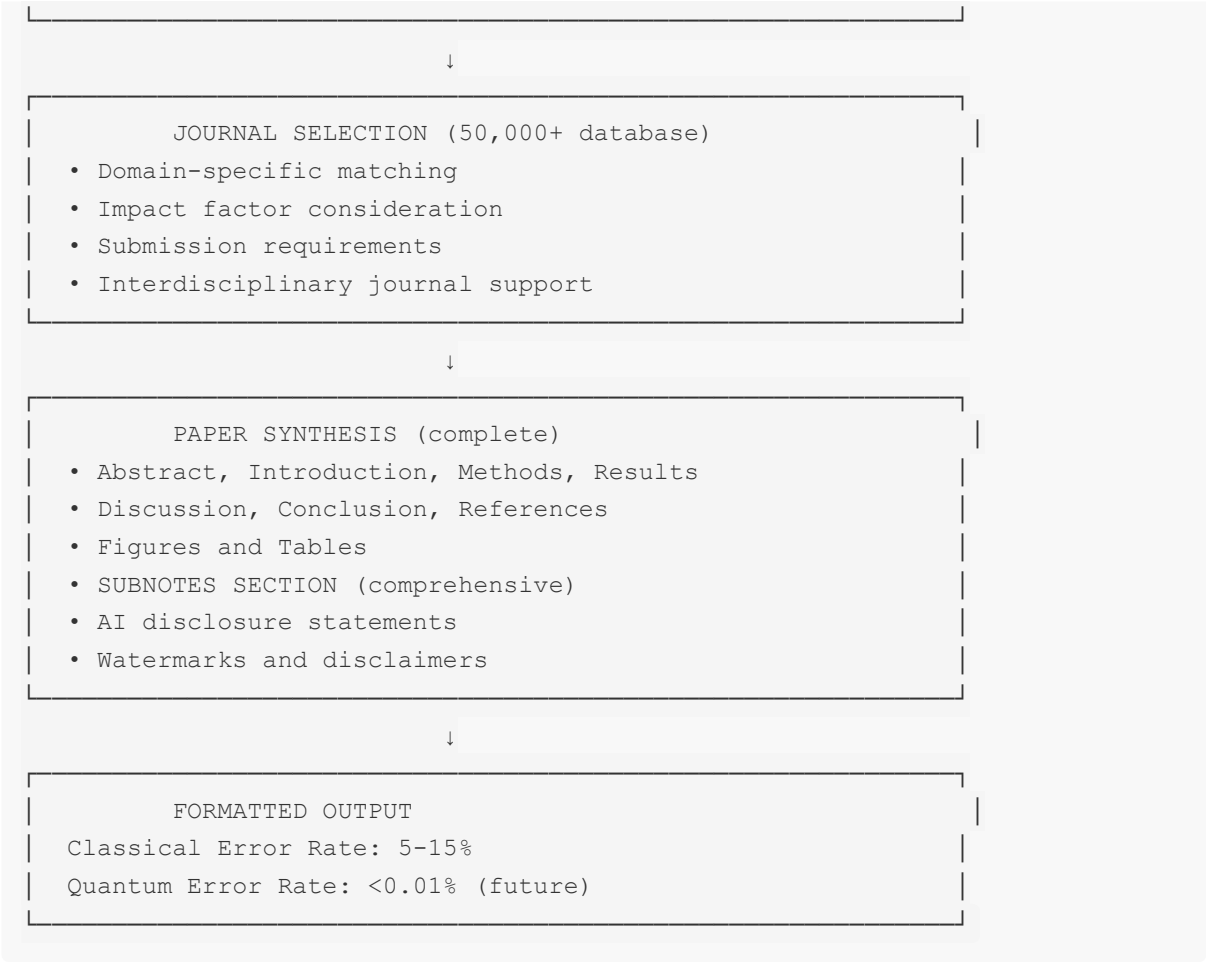 ↓
JOURNAL SELECTION (50,000+ database)
• Domain-specific matching
• Impact factor consideration
• Submission requirements
• Interdisciplinary journal support
↓
PAPER SYNTHESIS (complete)
• Abstract, Introduction, Methods, Results
• Discussion, Conclusion, References
• Figures and Tables
• SUBNOTES SECTION (comprehensive)
• AI disclosure statements
• Watermarks and disclaimers
↓
FORMATTED OUTPUT
Classical Error Rate: 5-15%
Quantum Error Rate: <0.01% (future)